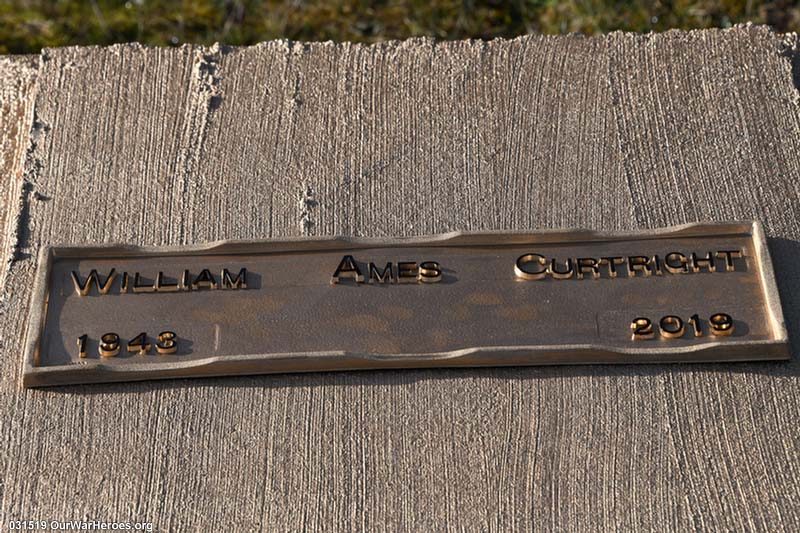 William Ames Curtright
1943 2019
031519 OurWarHeroes.org